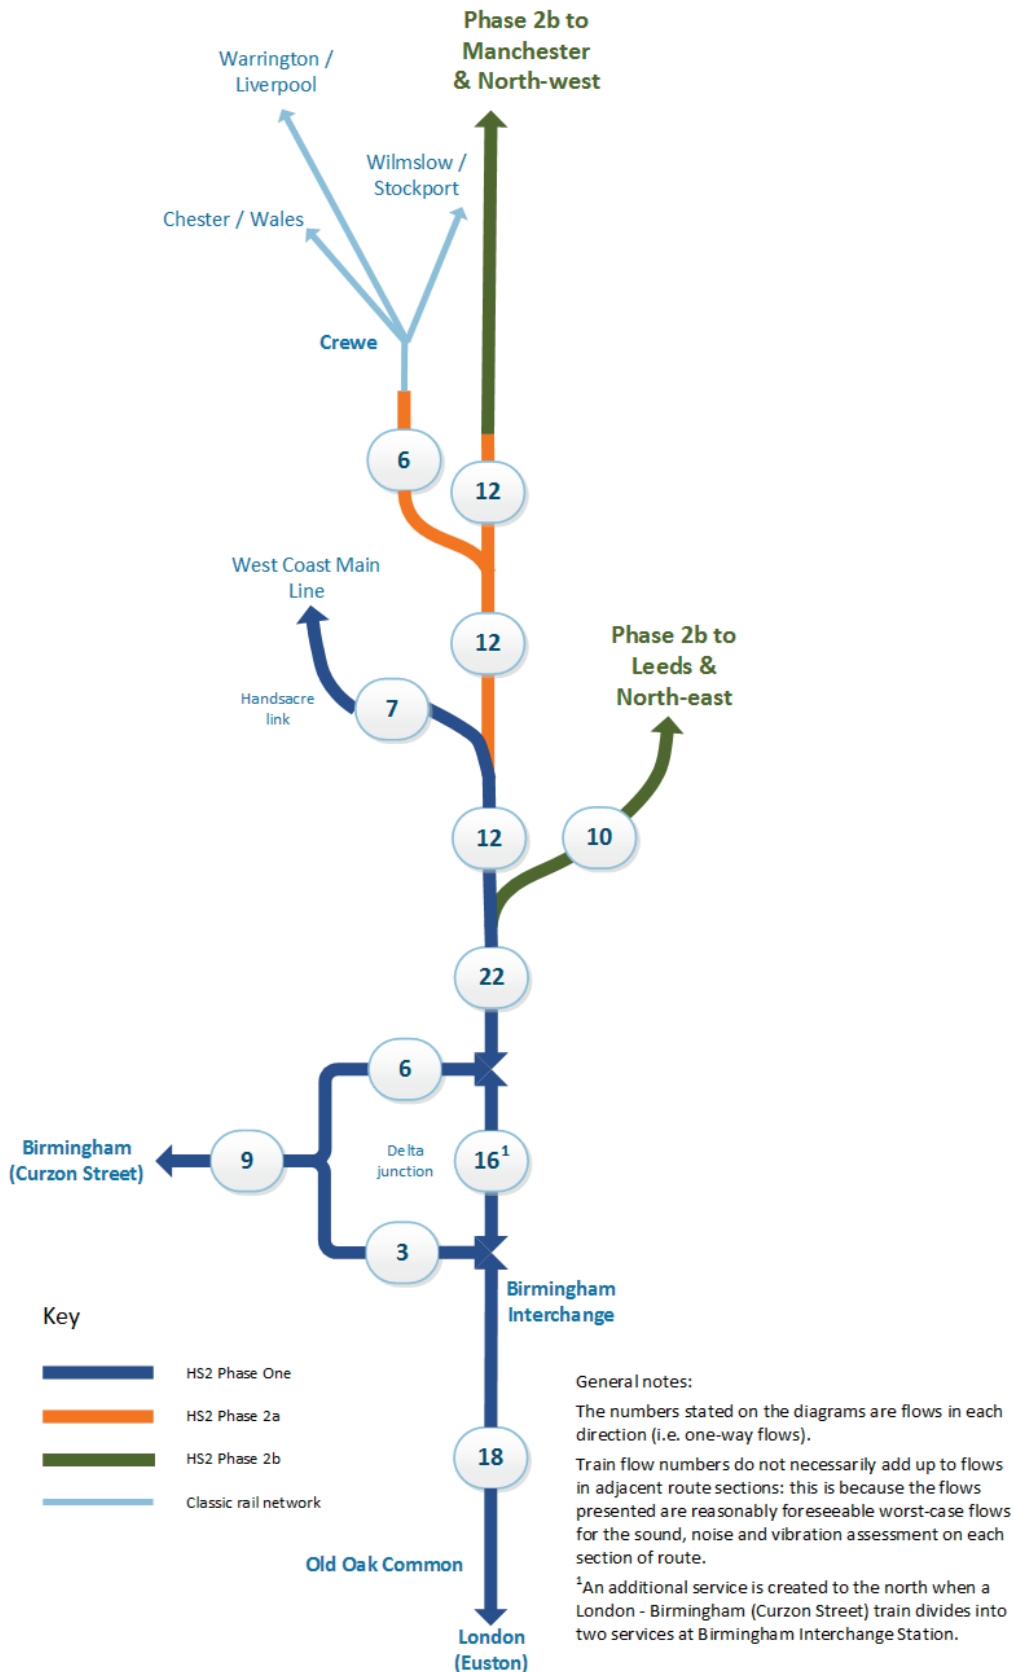 Phase 2b to
Manchester
& North-west
Warrington /
Liverpool
Wilmslow /
Stockport
Chester / Wales
Crewe
6
12
West Coast Main
Line
12
Phase 2b to
Leeds &
North-east
Handsacre
link
7
12
10
22
6
Birmingham
(Curzon Street)
9
Delta
junction
16¹
3
Birmingham
Interchange
Key
HS2 Phase One
HS2 Phase 2a
HS2 Phase 2b
Classic rail network
18
Old Oak Common
London
(Euston)
General notes:
The numbers stated on the diagrams are flows in each
direction (i.e. one-way flows).
Train flow numbers do not necessarily add up to flows
in adjacent route sections: this is because the flows
presented are reasonably foreseeable worst-case flows
for the sound, noise and vibration assessment on each
section of route.
¹An additional service is created to the north when a
London - Birmingham (Curzon Street) train divides into
two services at Birmingham Interchange Station.